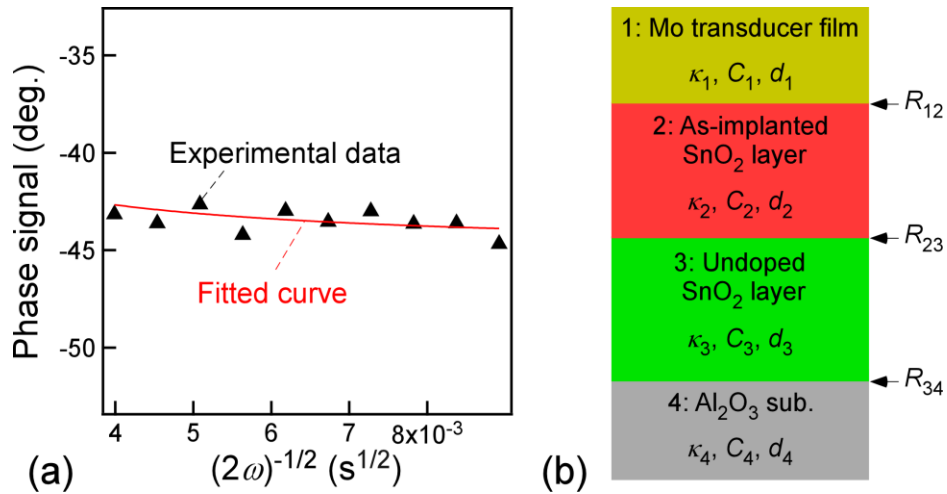 Phase signal (deg.)
-35
-40
-45
-50
Experimental data
Fitted curve
4 5 6 7 8x10⁻³
(2ω)⁻¹/² (s¹/²)
(a)
1: Mo transducer film
κ₁, C₁, d₁
R₁₂
2: As-implanted
SnO₂ layer
κ₂, C₂, d₂
R₂₃
3: Undoped
SnO₂ layer
κ₃, C₃, d₃
R₃₄
4: Al₂O₃ sub.
κ₄, C₄, d₄
(b)